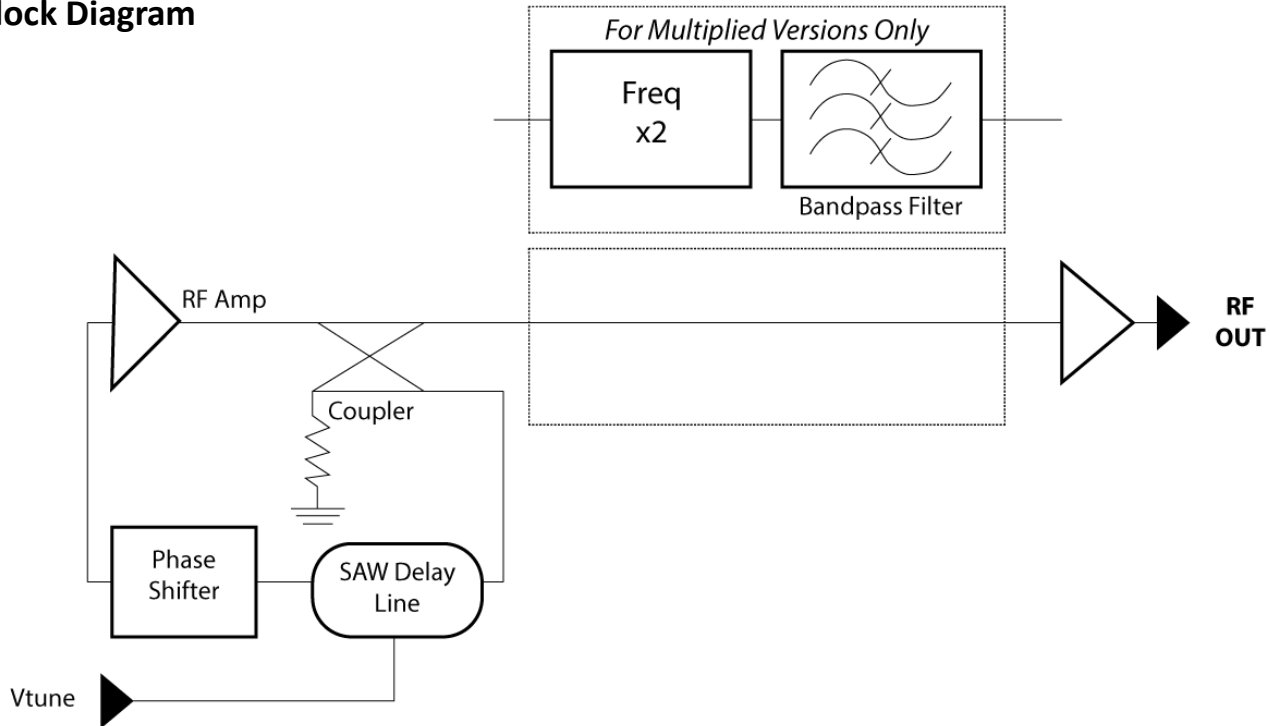 lock Diagram
For Multiplied Versions Only
Freq
x2
Bandpass Filter
RF Amp
RF
OUT
Coupler
Phase
Shifter
SAW Delay
Line
Vtune